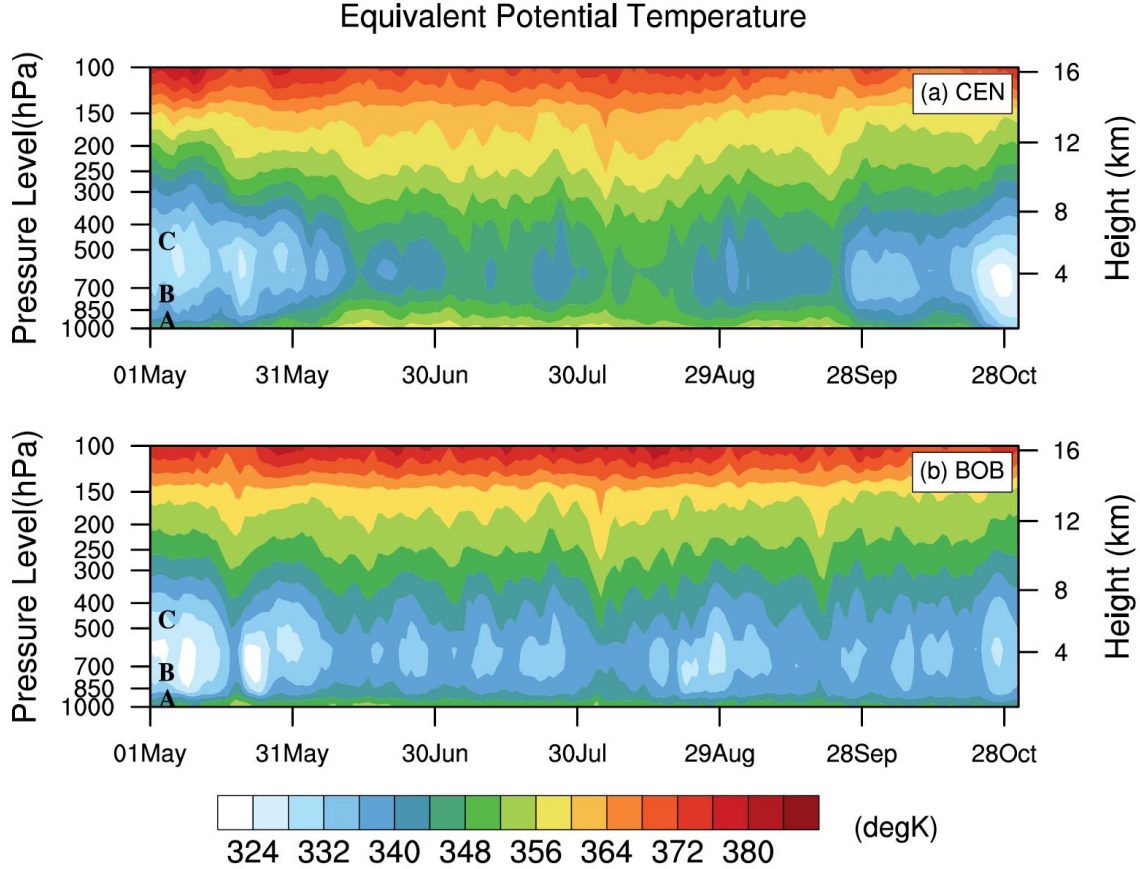 Equivalent Potential Temperature
Pressure Level(hPa)
100
150
200
250
300
400
500
700
850
1000
C
B
A
(a) CEN
16
12
8
4
Height (km)
01May 31May 30Jun 30Jul 29Aug 28Sep 28Oct
Pressure Level(hPa)
100
150
200
250
300
400
500
700
850
1000
C
B
A
(b) BOB
16
12
8
4
Height (km)
01May 31May 30Jun 30Jul 29Aug 28Sep 28Oct
324 332 340 348 356 364 372 380
(degK)